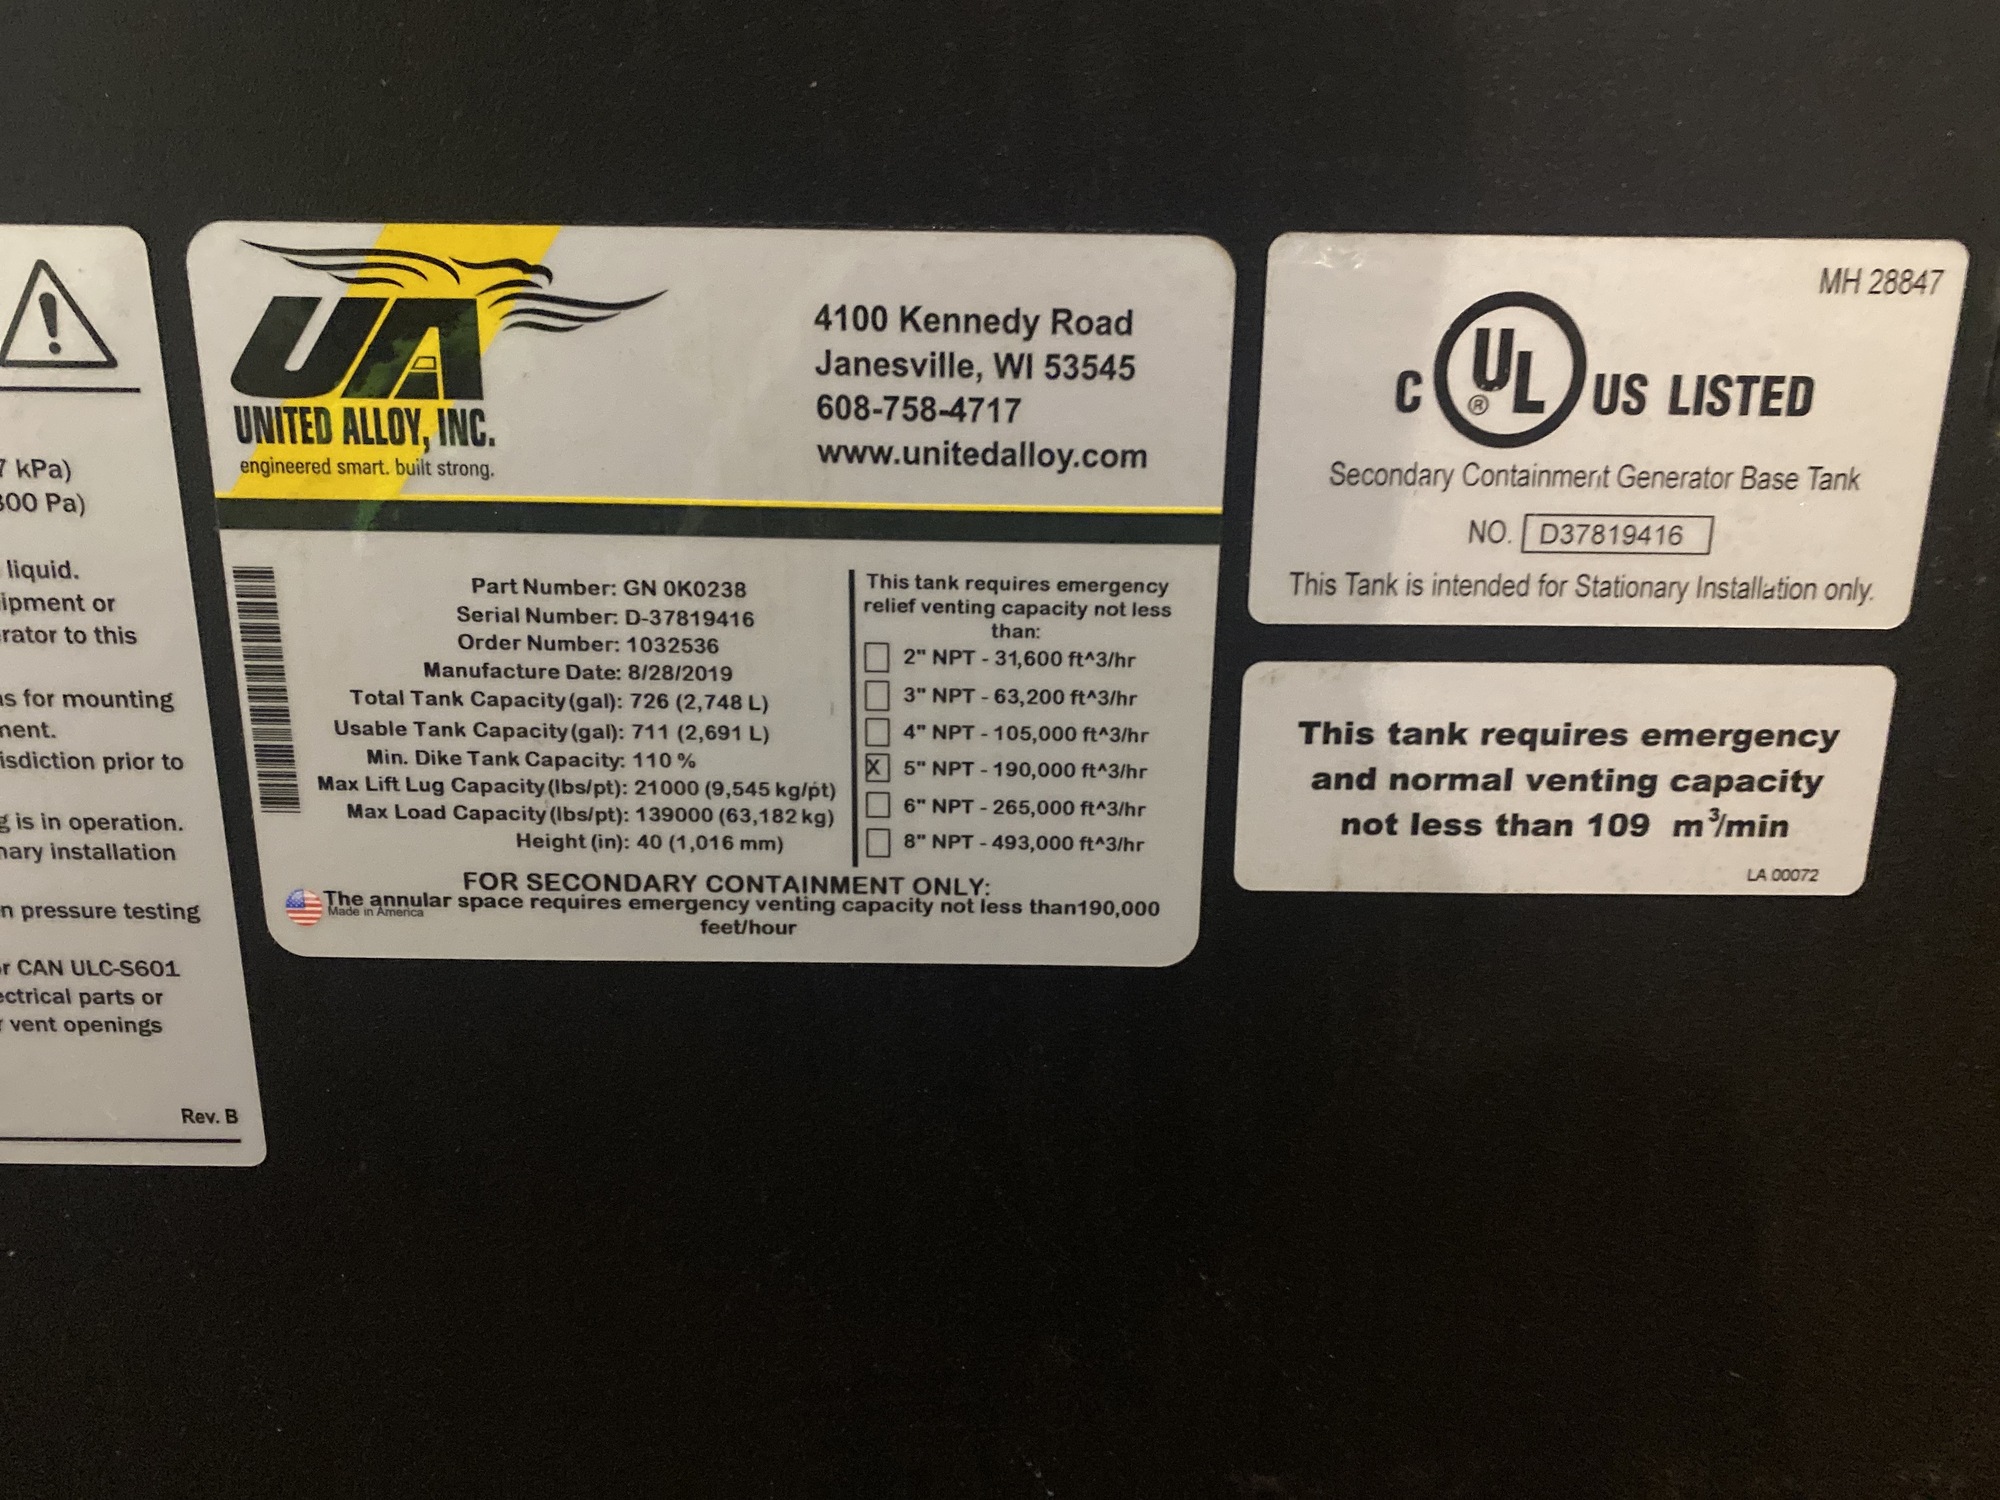 7 kPa)
300 Pa)
liquid.
ipment or
rator to this
as for mounting
ment.
isdiction prior to
g is in operation.
nary installation
n pressure testing
or CAN ULC-S601
ectrical parts or
r vent openings
Rev. B
UA
UNITED ALLOY, INC.
engineered smart. built strong.
4100 Kennedy Road
Janesville, WI 53545
608-758-4717
www.unitedalloy.com
Part Number: GN 0K0238
Serial Number: D-37819416
Order Number: 1032536
Manufacture Date: 8/28/2019
Total Tank Capacity (gal): 726 (2,748 L)
Usable Tank Capacity (gal): 711 (2,691 L)
Min. Dike Tank Capacity: 110 %
Max Lift Lug Capacity (lbs/pt): 21000 (9,545 kg/pt)
Max Load Capacity (lbs/pt): 139000 (63,182 kg)
Height (in): 40 (1,016 mm)
This tank requires emergency
relief venting capacity not less
than:
2" NPT - 31,600 ft^3/hr
3" NPT - 63,200 ft^3/hr
4" NPT - 105,000 ft^3/hr
X 5" NPT - 190,000 ft^3/hr
6" NPT - 265,000 ft^3/hr
8" NPT - 493,000 ft^3/hr
FOR SECONDARY CONTAINMENT ONLY:
The annular space requires emergency venting capacity not less than190,000
Made in America
feet/hour
MH 28847
C UL ® US LISTED
Secondary Containment Generator Base Tank
NO. D37819416
This Tank is intended for Stationary Installation only.
This tank requires emergency
and normal venting capacity
not less than 109 m³/min
LA 00072